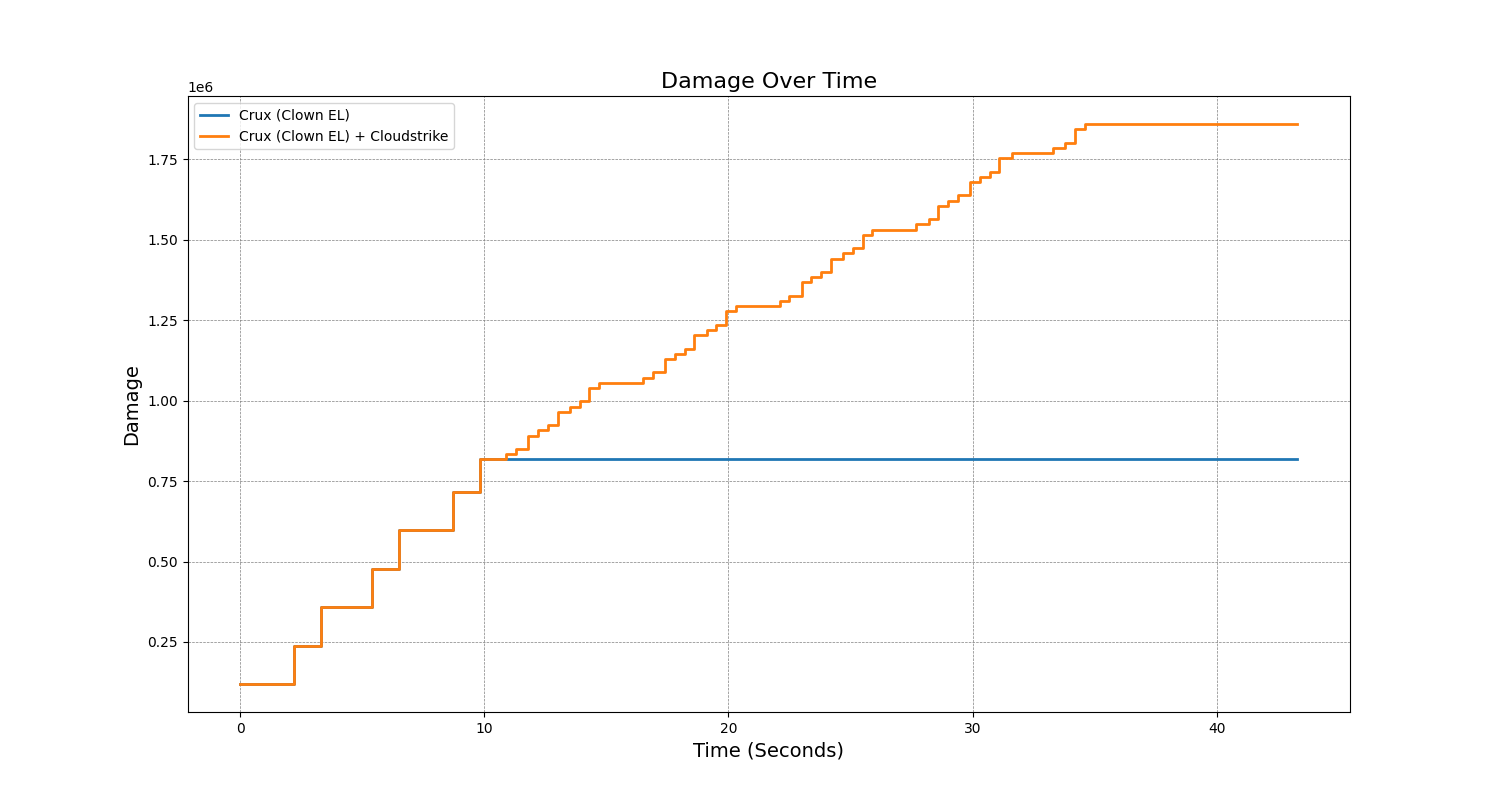 Damage Over Time
1e6
Crux (Clown EL)
Crux (Clown EL) + Cloudstrike
1.75
1.50
1.25
1.00
0.75
0.50
0.25
Damage
0 10 20 30 40
Time (Seconds)